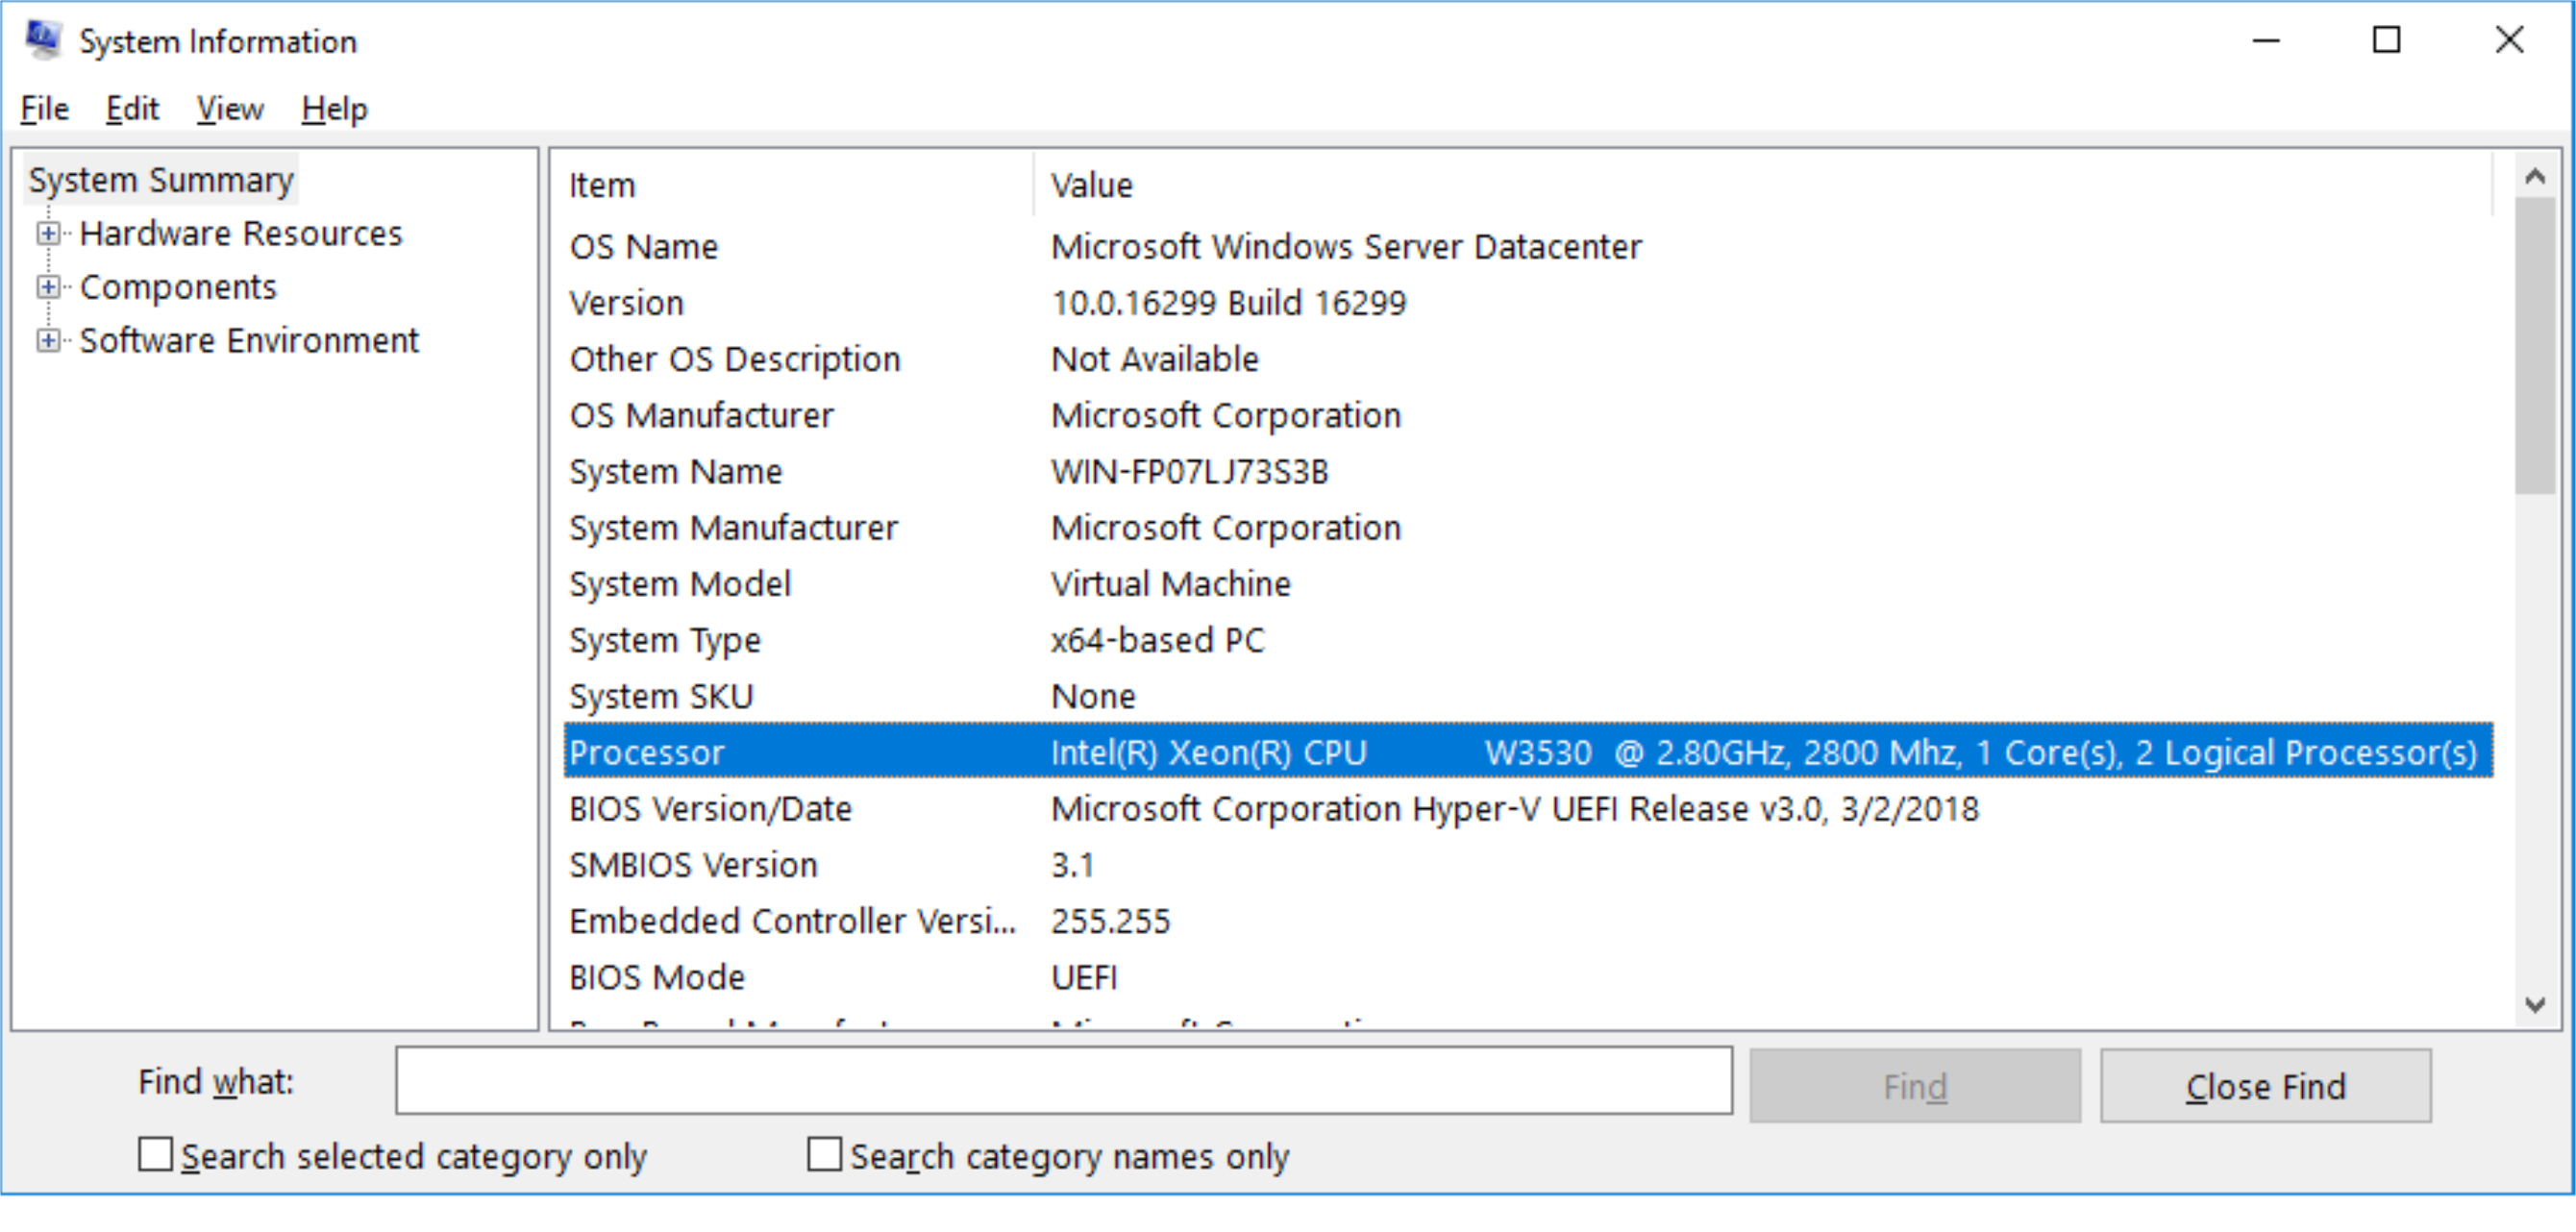 System Information
File Edit View Help
System Summary
Hardware Resources
Components
Software Environment
Item Value
OS Name Microsoft Windows Server Datacenter
Version 10.0.16299 Build 16299
Other OS Description Not Available
OS Manufacturer Microsoft Corporation
System Name WIN-FP07LJ73S3B
System Manufacturer Microsoft Corporation
System Model Virtual Machine
System Type x64-based PC
System SKU None
Processor Intel(R) Xeon(R) CPU W3530 @ 2.80GHz, 2800 Mhz, 1 Core(s), 2 Logical Processor(s)
BIOS Version/Date Microsoft Corporation Hyper-V UEFI Release v3.0, 3/2/2018
SMBIOS Version 3.1
Embedded Controller Versi... 255.255
BIOS Mode UEFI
Find what:
Find Close Find
Search selected category only Search category names only